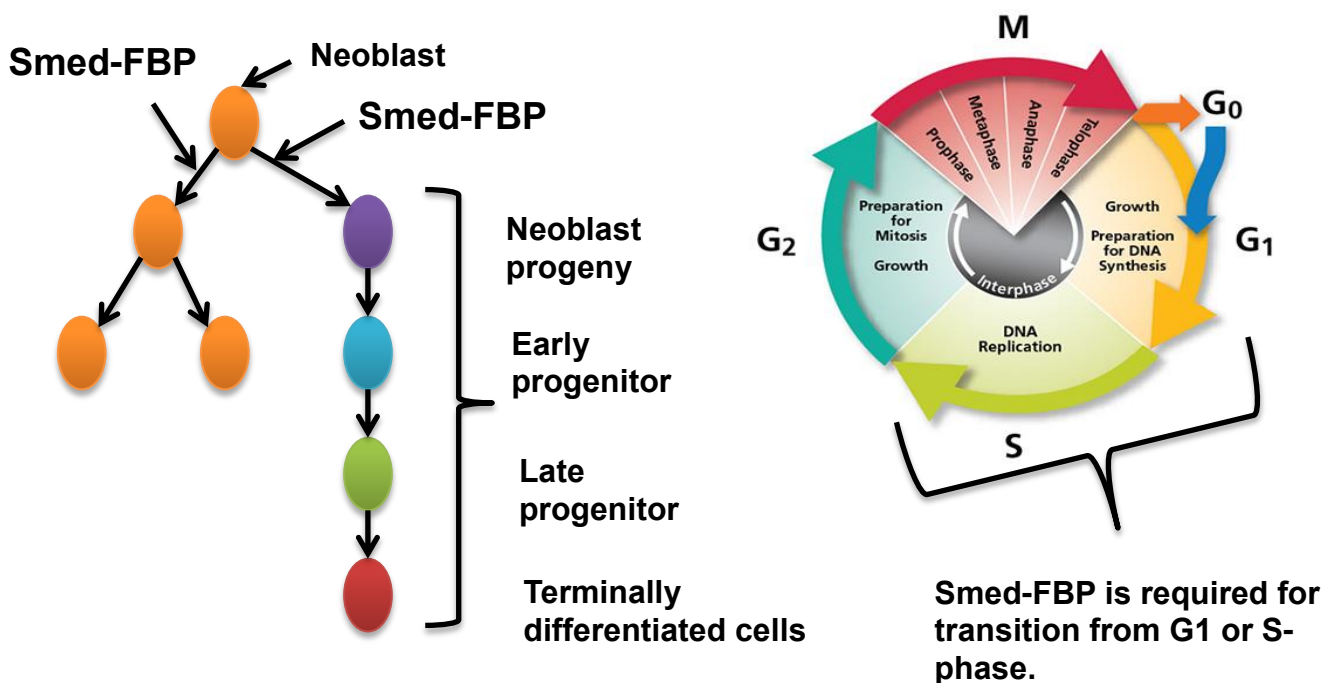 Smed-FBP
Neoblast
Smed-FBP
Neoblast
progeny
Early
progenitor
Late
progenitor
Terminally
differentiated cells
M
Prophase
Metaphase
Anaphase
Telophase
G0
G2
Preparation
for
Mitosis
Growth
Growth
Preparation
for DNA
Synthesis
G1
Interphase
DNA
Replication
S
Smed-FBP is required for
transition from G1 or S-
phase.